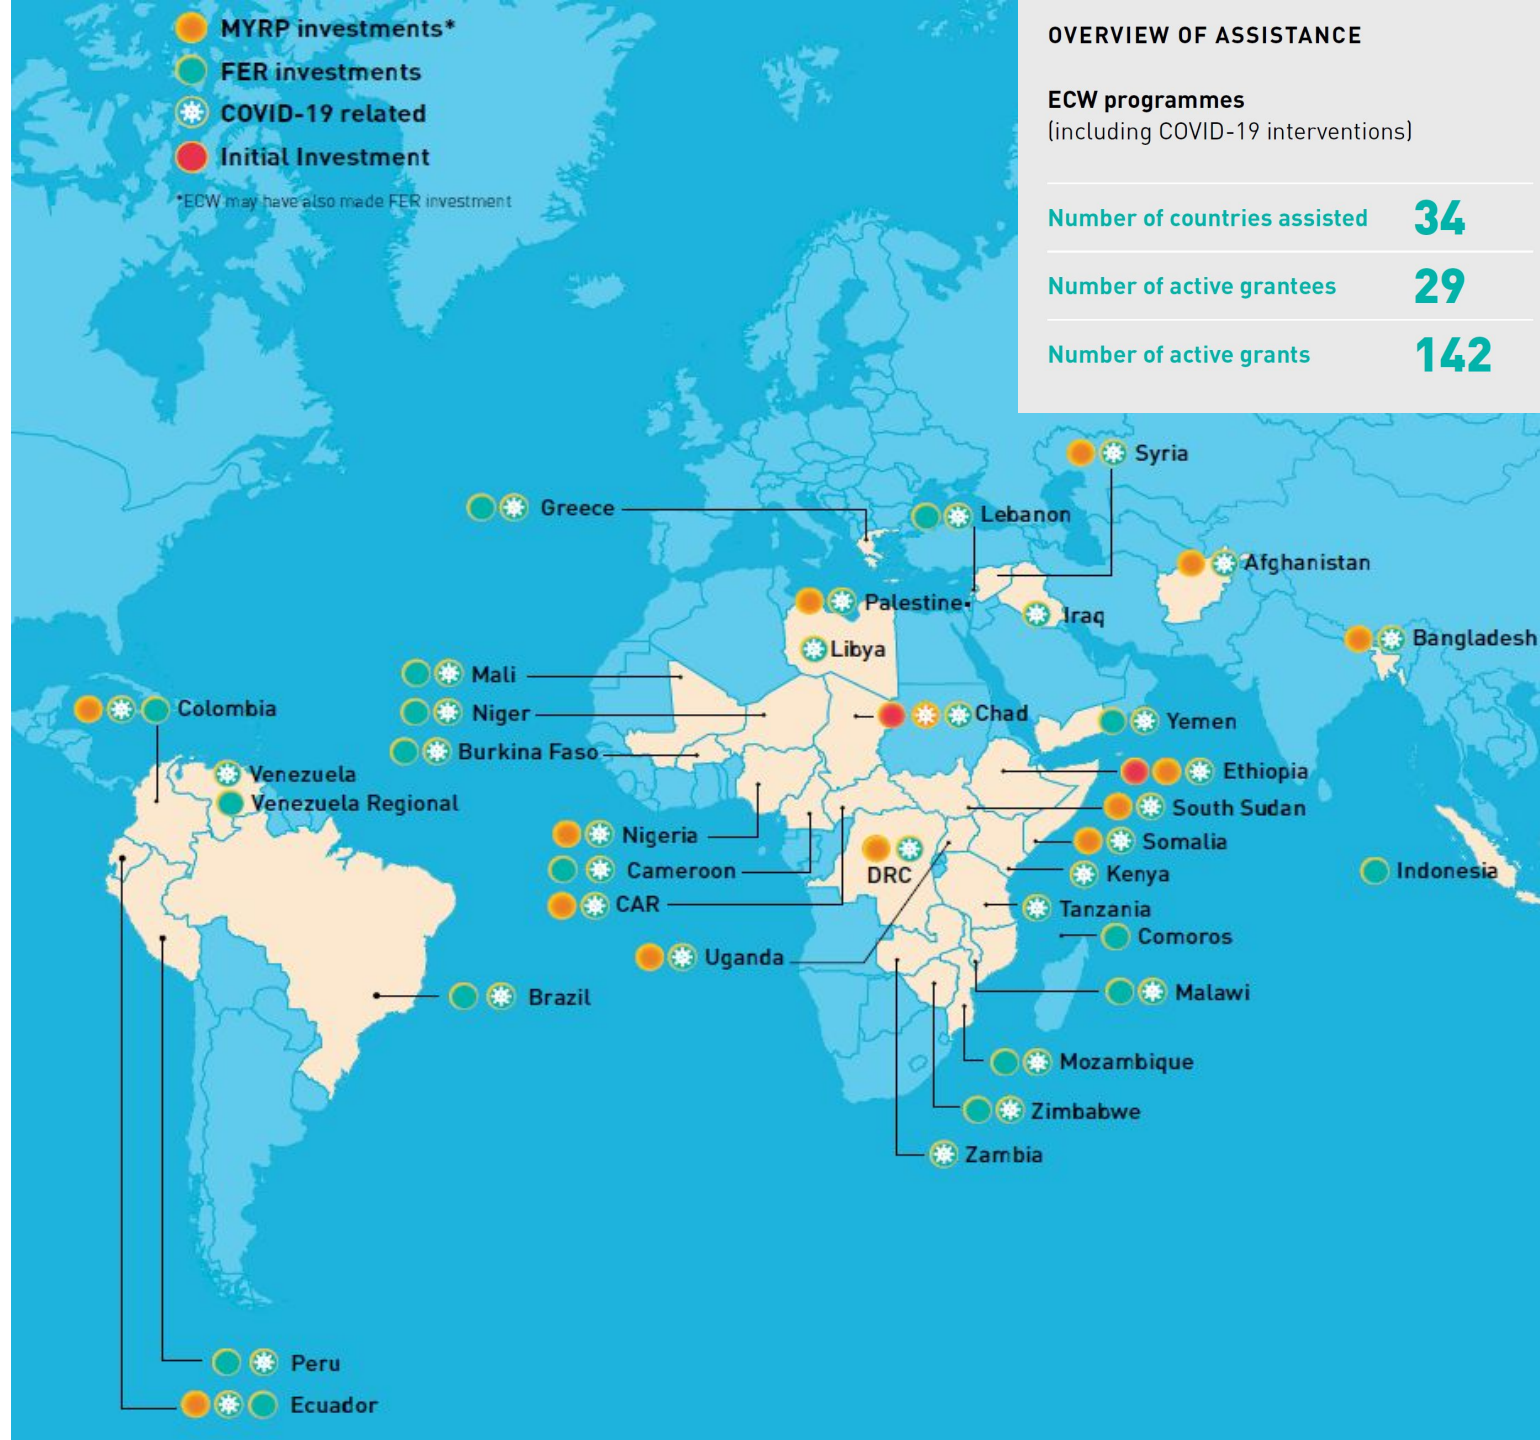 MYRP investments*
FER investments
COVID-19 related
Initial Investment
*ECW may have also made FER investment
OVERVIEW OF ASSISTANCE
ECW programmes
(including COVID-19 interventions)
Number of countries assisted 34
Number of active grantees 29
Number of active grants 142
Syria
Greece
Lebanon
Afghanistan
Palestine
Iraq
Libya
Bangladesh
Mali
Niger
Burkina Faso
Colombia
Chad
Yemen
Venezuela
Venezuela Regional
Ethiopia
South Sudan
Nigeria
Somalia
Cameroon
DRC
Kenya
Indonesia
CAR
Tanzania
Comoros
Uganda
Malawi
Brazil
Mozambique
Zimbabwe
Zambia
Peru
Ecuador